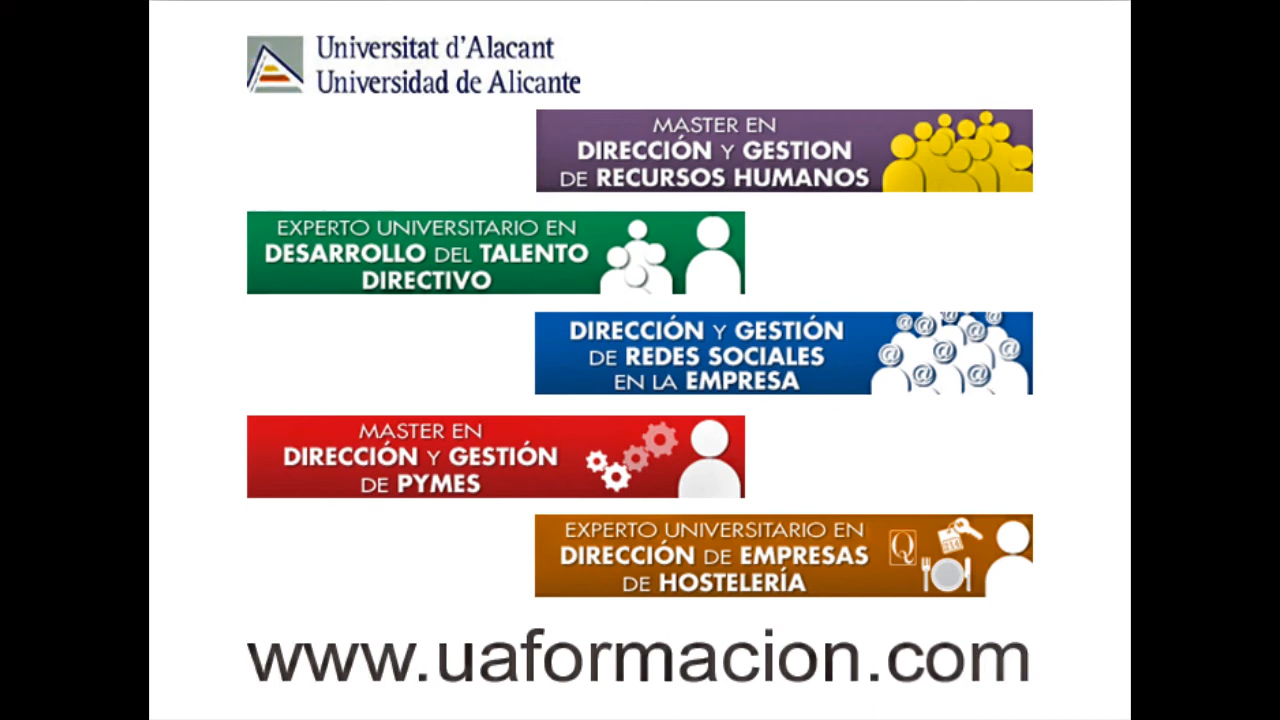 Universitat d'Alacant
Universidad de Alicante
MASTER EN
DIRECCIÓN Y GESTION
DE RECURSOS HUMANOS
EXPERTO UNIVERSITARIO EN
DESARROLLO DEL TALENTO
DIRECTIVO
DIRECCIÓN Y GESTIÓN
DE REDES SOCIALES
EN LA EMPRESA
@ @ @ @ @ @ @ @ @
MASTER EN
DIRECCIÓN Y GESTIÓN
DE PYMES
EXPERTO UNIVERSITARIO EN
DIRECCIÓN DE EMPRESAS
DE HOSTELERÍA
Q
www.uaformacion.com